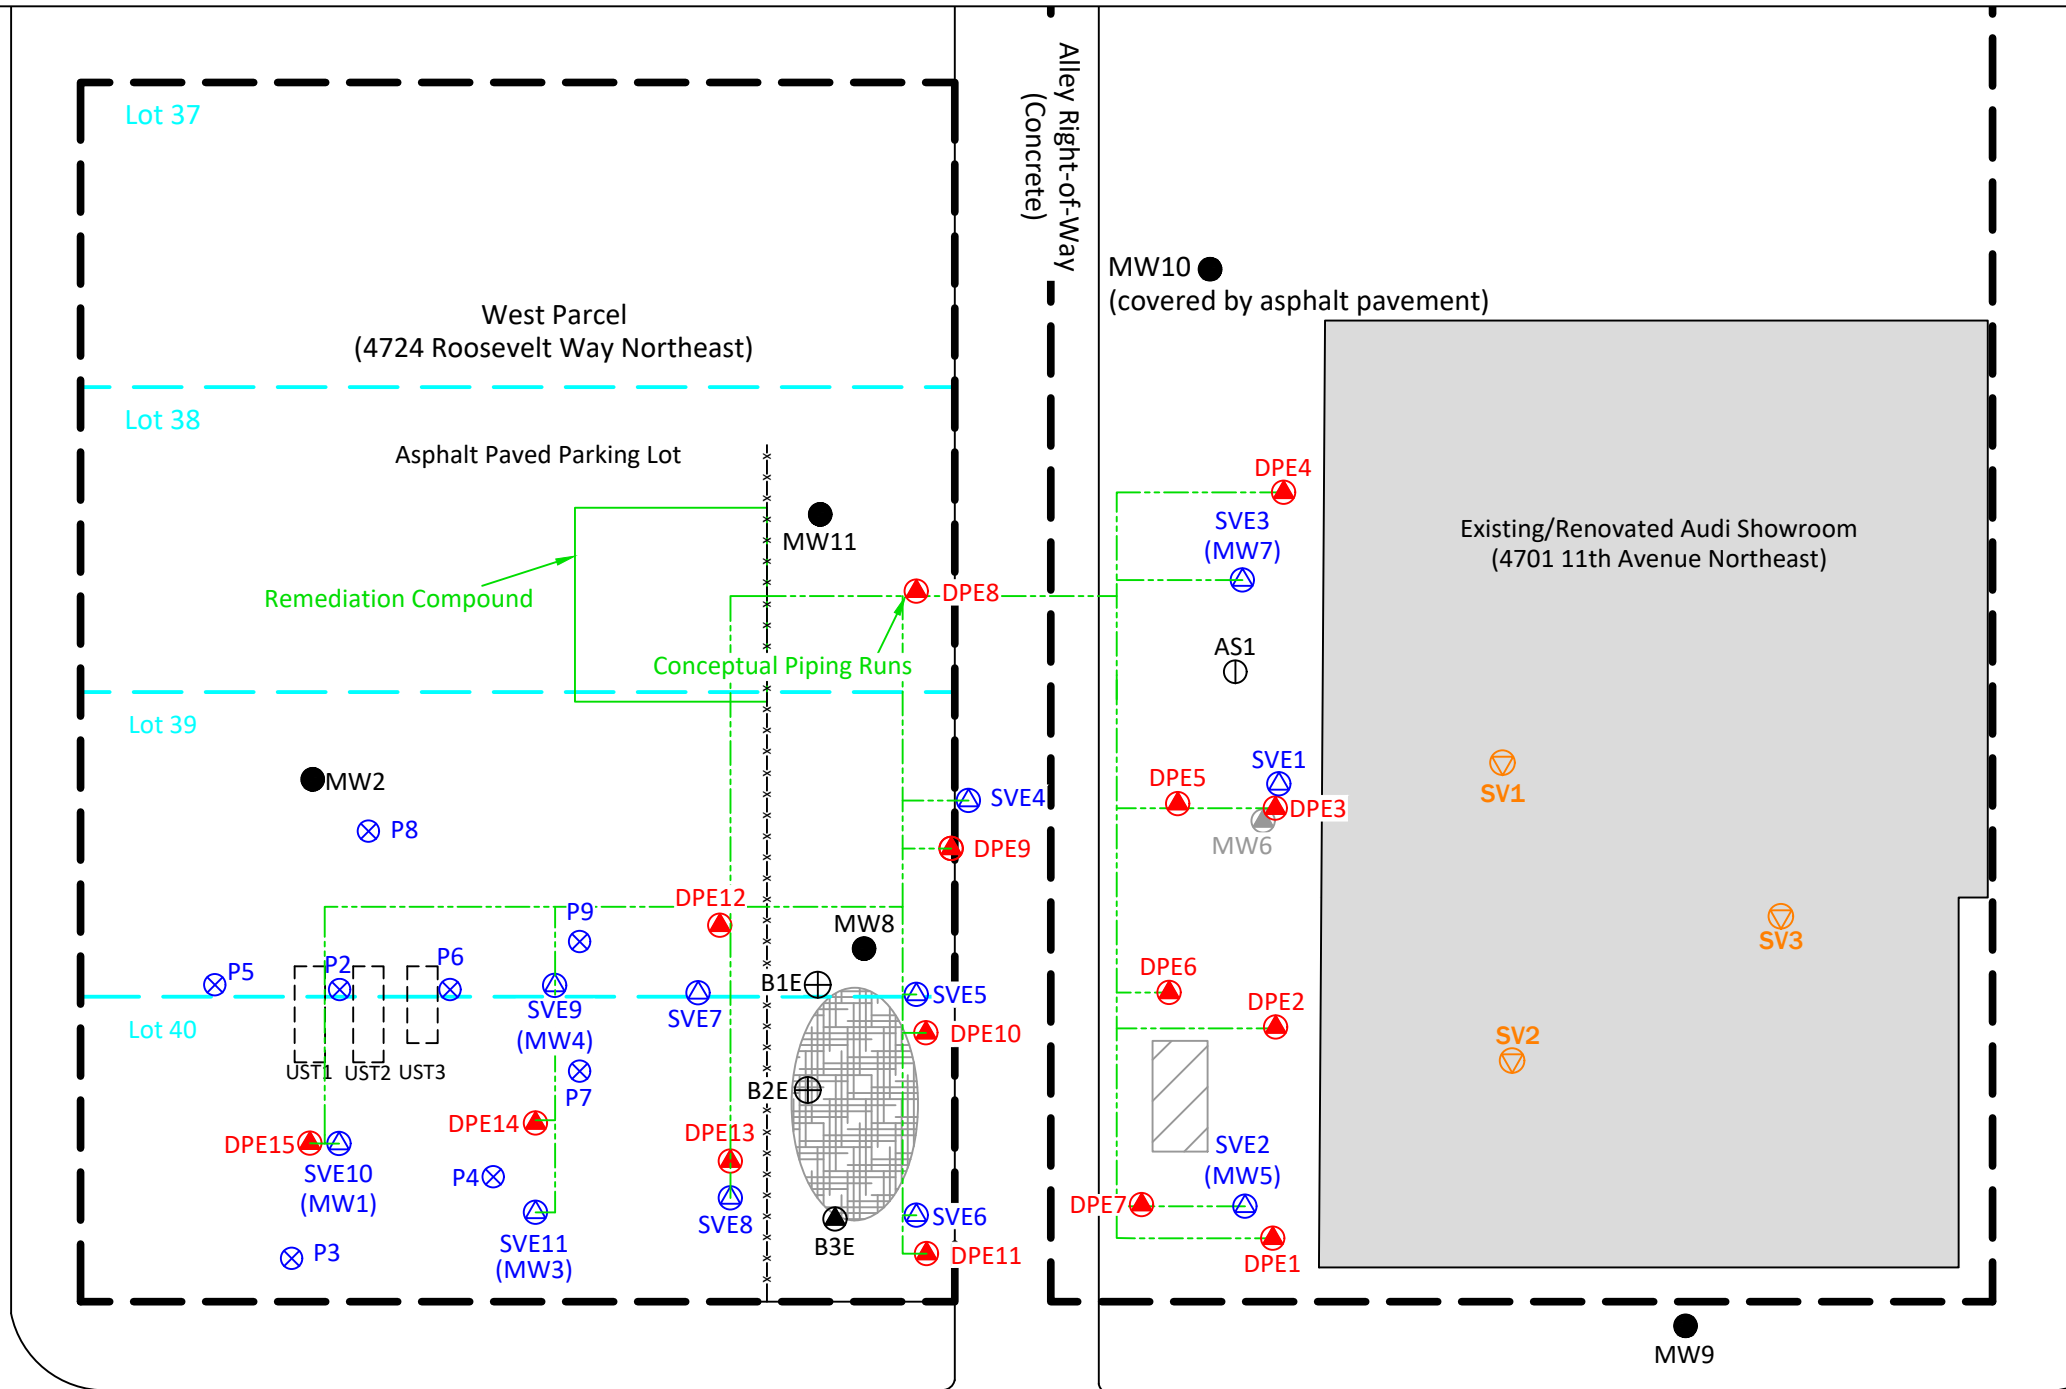 Lot 37
Alley Right-of-Way
(Concrete)
MW10
(covered by asphalt pavement)
West Parcel
(4724 Roosevelt Way Northeast)
Lot 38
Asphalt Paved Parking Lot
DPE4
SVE3
(MW7)
Existing/Renovated Audi Showroom
(4701 11th Avenue Northeast)
MW11
Remediation Compound
DPE8
Conceptual Piping Runs
AS1
Lot 39
MW2
SVE1
DPE5
SV1
SVE4
DPE3
P8
MW6
DPE9
DPE12
P9
MW8
SV3
P5
P2
P6
B1E
DPE6
SVE5
SVE9
(MW4)
SVE7
DPE2
Lot 40
DPE10
SV2
UST1
UST2
UST3
P7
B2E
DPE14
DPE13
DPE15
SVE2
(MW5)
SVE10
(MW1)
P4
DPE7
SVE8
SVE6
B3E
SVE11
(MW3)
P3
DPE11
DPE1
MW9